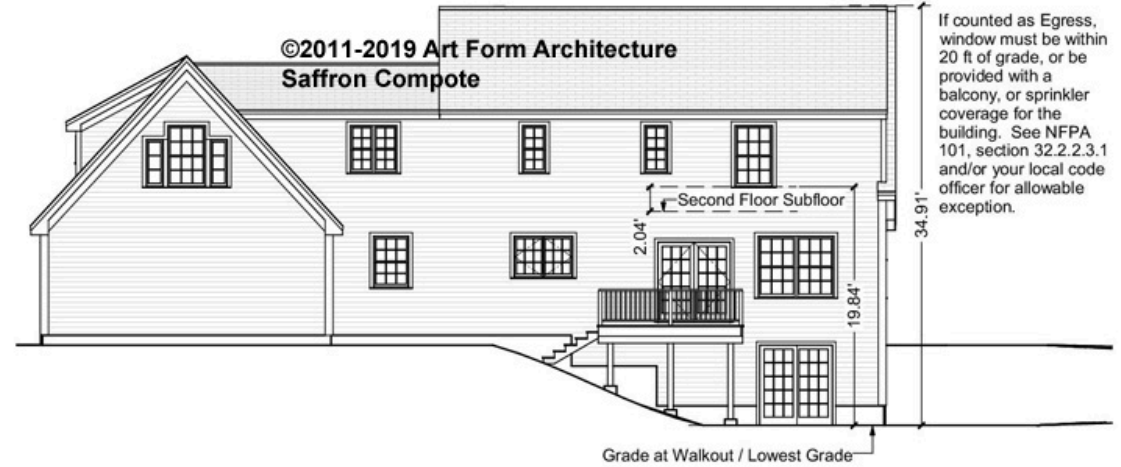 ©2011-2019 Art Form Architecture
Saffron Compote
If counted as Egress,
window must be within
20 ft of grade, or be
provided with a
balcony, or sprinkler
coverage for the
building. See NFPA
101, section 32.2.2.3.1
and/or your local code
officer for allowable
exception.
Second Floor Subfloor
2.04'
19.84'
34.91'
Grade at Walkout / Lowest Grade